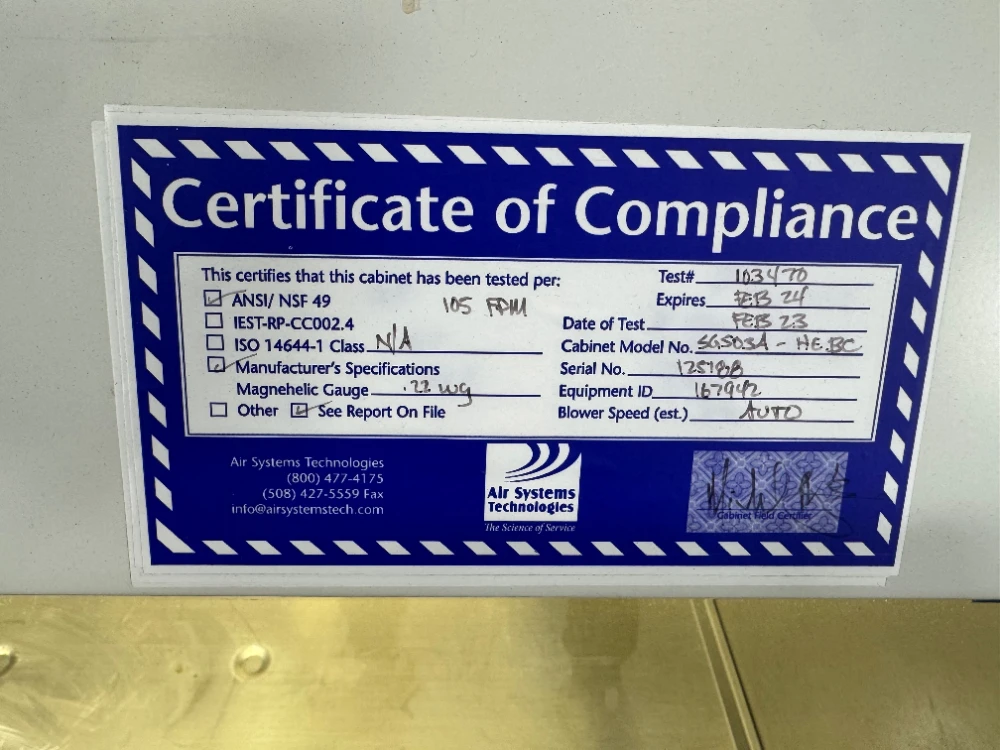 Certificate of Compliance
This certifies that this cabinet has been tested per:
ANSI/ NSF 49 105 FPM
IEST-RP-CC002.4
ISO 14644-1 Class N/A
Manufacturer's Specifications
Magnehelic Gauge .22 wg
Other See Report On File
Test# 103470
Expires FEB 24
Date of Test FEB 23
Cabinet Model No. SG503A - HE.BC
Serial No.
Equipment ID 167942
Blower Speed (est.) AUTO
Air Systems Technologies
(800) 477-4175
(508) 427-5559 Fax
info@airsystemstech.com
Air Systems
Technologies
The Science of Service
Cabinet Field Certifier